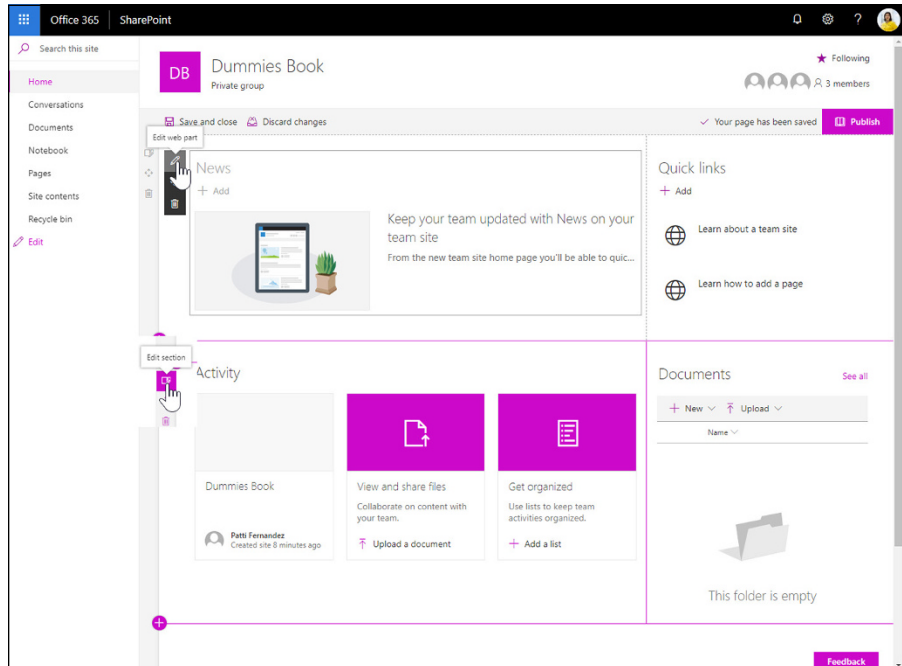 Office 365 SharePoint ?
Search this site
Home
Conversations
Documents
Notebook
Pages
Site contents
Recycle bin
Edit
DB
Dummies Book
Private group
Following
3 members
Save and close Discard changes
Your page has been saved
Publish
Edit web part
News
+ Add
Keep your team updated with News on your
team site
From the new team site home page you'll be able to quic...
Quick links
+ Add
Learn about a team site
Learn how to add a page
Edit section
Activity
Dummies Book
Patti Fernandez
Created site 8 minutes ago
View and share files
Collaborate on content with
your team.
Upload a document
Get organized
Use lists to keep team
activities organized.
+ Add a list
Documents
See all
+ New Upload
Name
This folder is empty
Feedback